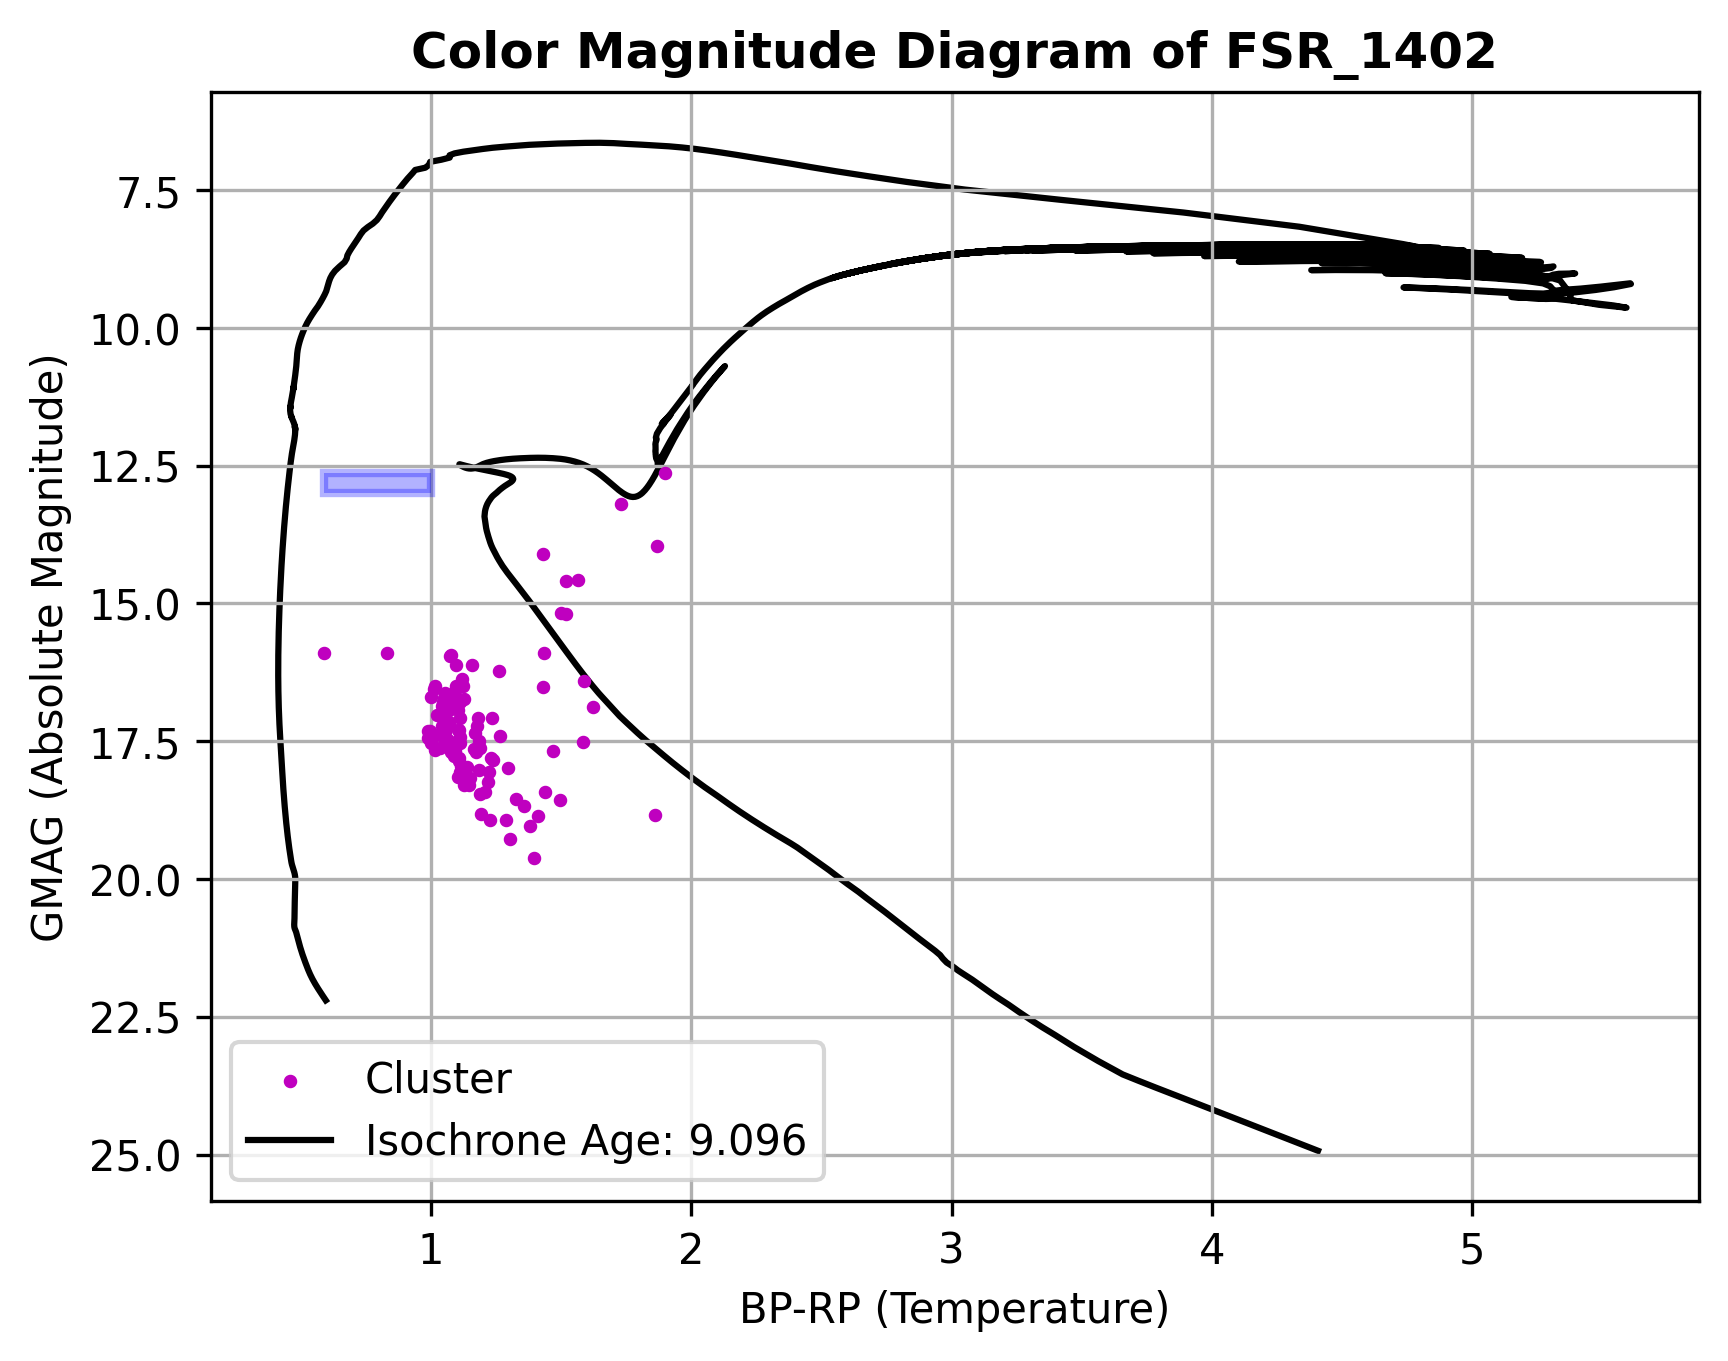 Color Magnitude Diagram of FSR_1402
GMAG (Absolute Magnitude)
7.5
10.0
12.5
15.0
17.5
20.0
22.5
25.0
Cluster
Isochrone Age: 9.096
1 2 3 4 5
BP-RP (Temperature)